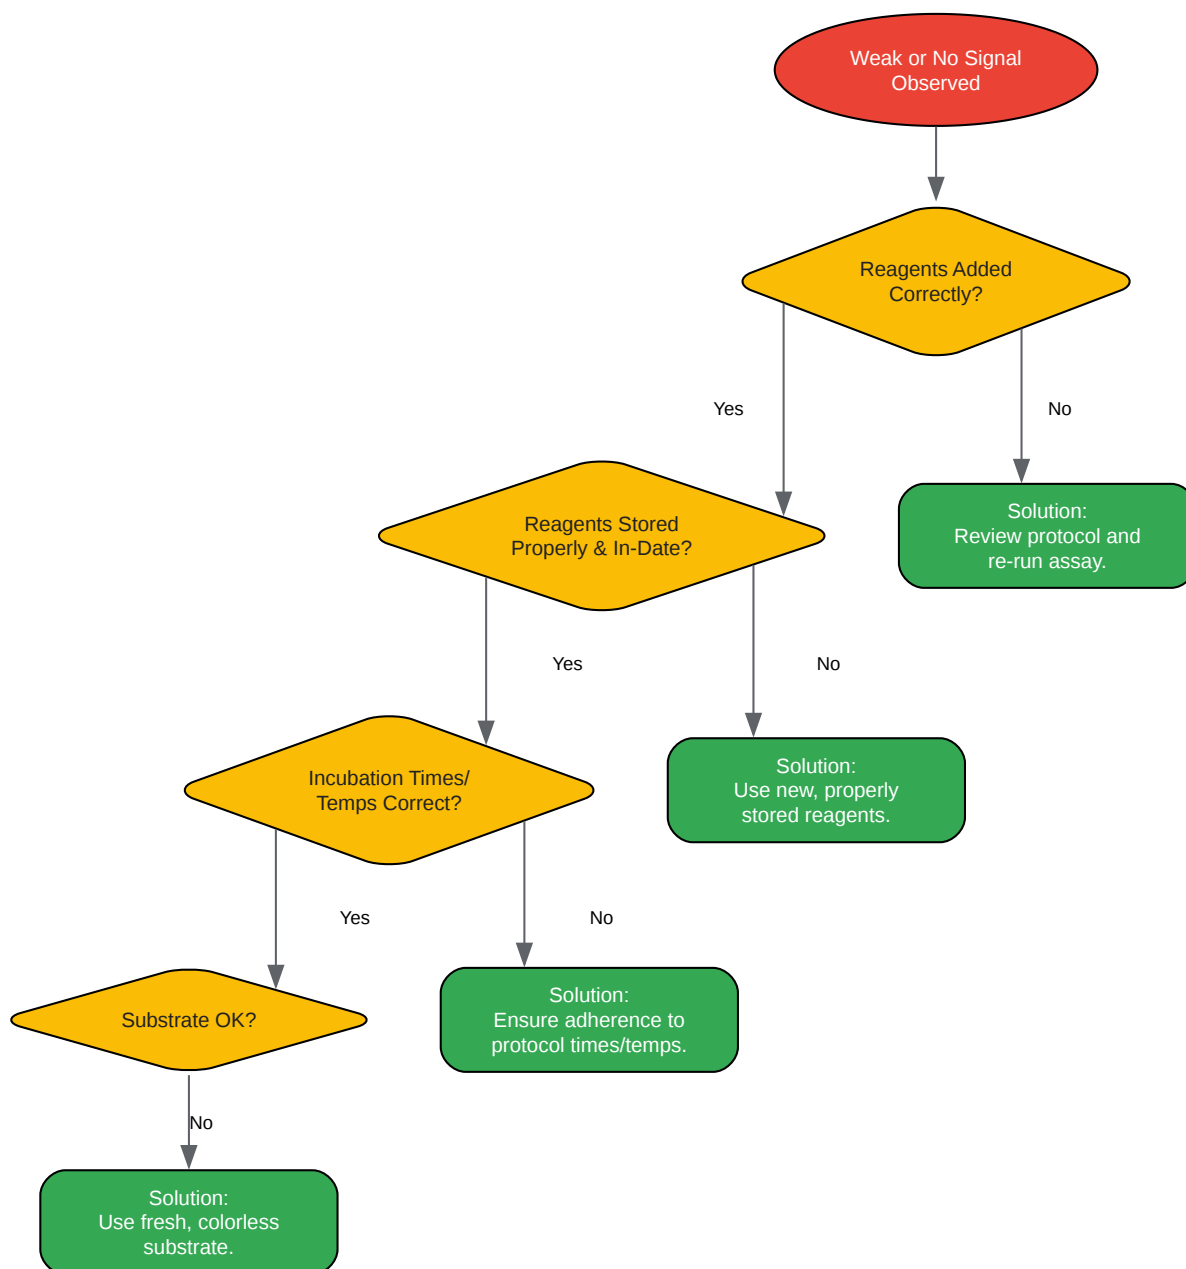 Weak or No Signal
Observed
Reagents Added
Correctly?
Yes
No
Solution:
Review protocol and
re-run assay.
Reagents Stored
Properly & In-Date?
Yes
No
Solution:
Use new, properly
stored reagents.
Incubation Times/
Temps Correct?
Yes
No
Solution:
Ensure adherence to
protocol times/temps.
Substrate OK?
No
Solution:
Use fresh, colorless
substrate.